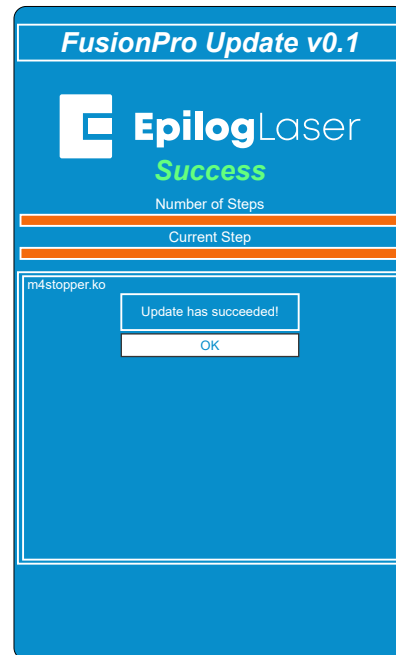 FusionPro Update v0.1
EpilogLaser
Success
Number of Steps
Current Step
m4stopper.ko
Update has succeeded!
OK